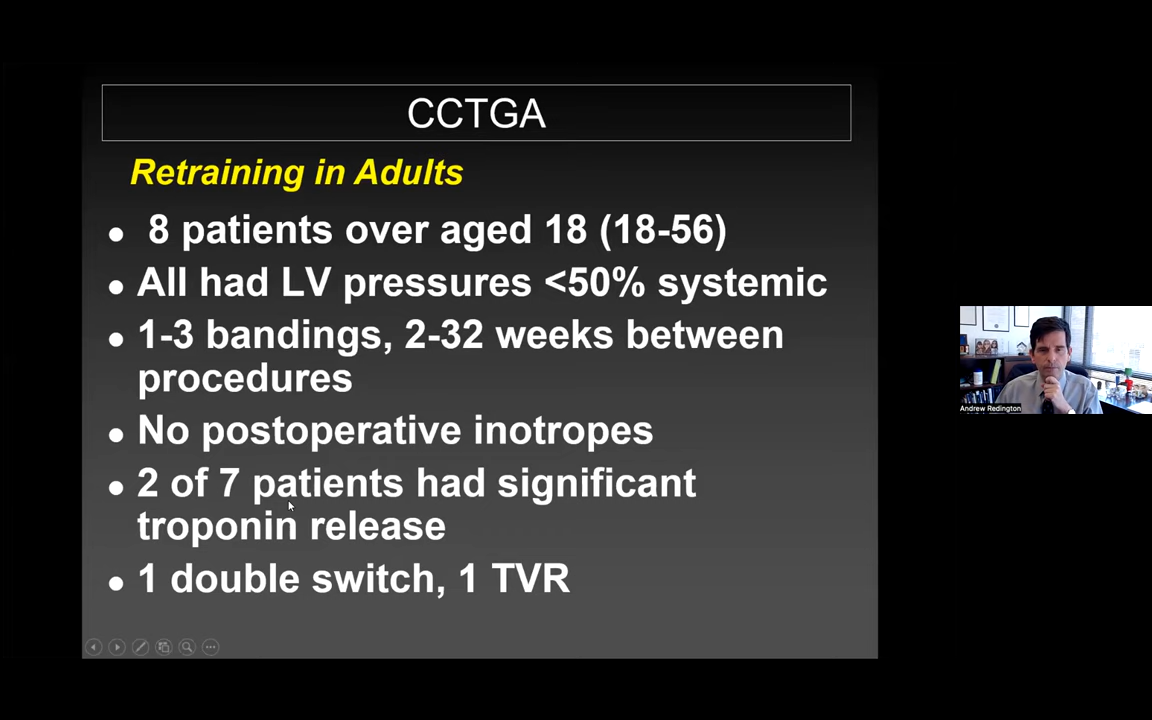 CCTGA
Retraining in Adults
8 patients over aged 18 (18-56)
All had LV pressures <50% systemic
1-3 bandings, 2-32 weeks between
procedures
No postoperative inotropes
2 of 7 patients had significant
troponin release
1 double switch, 1 TVR
Andrew Redington